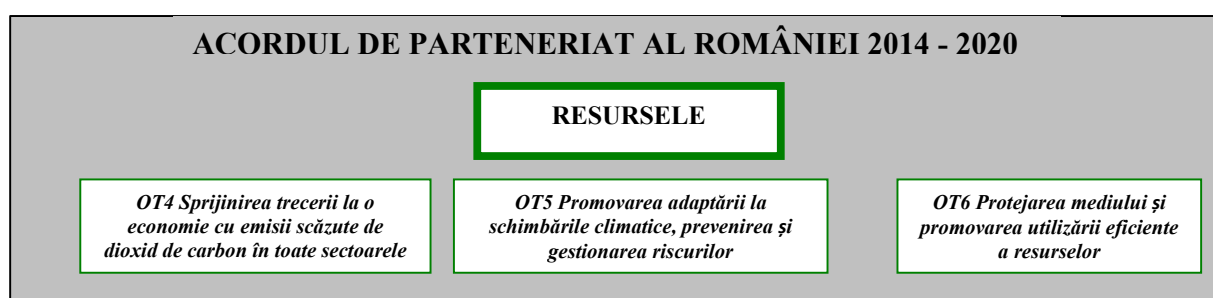 ACORDUL DE PARTENERIAT AL ROMÂNIEI 2014 - 2020
RESURSELE
OT4 Sprijinirea trecerii la o
economie cu emisii scăzute de
dioxid de carbon în toate sectoarele
OT5 Promovarea adaptării la
schimbările climatice, prevenirea și
gestionarea riscurilor
OT6 Protejarea mediului și
promovarea utilizării eficiente
a resurselor